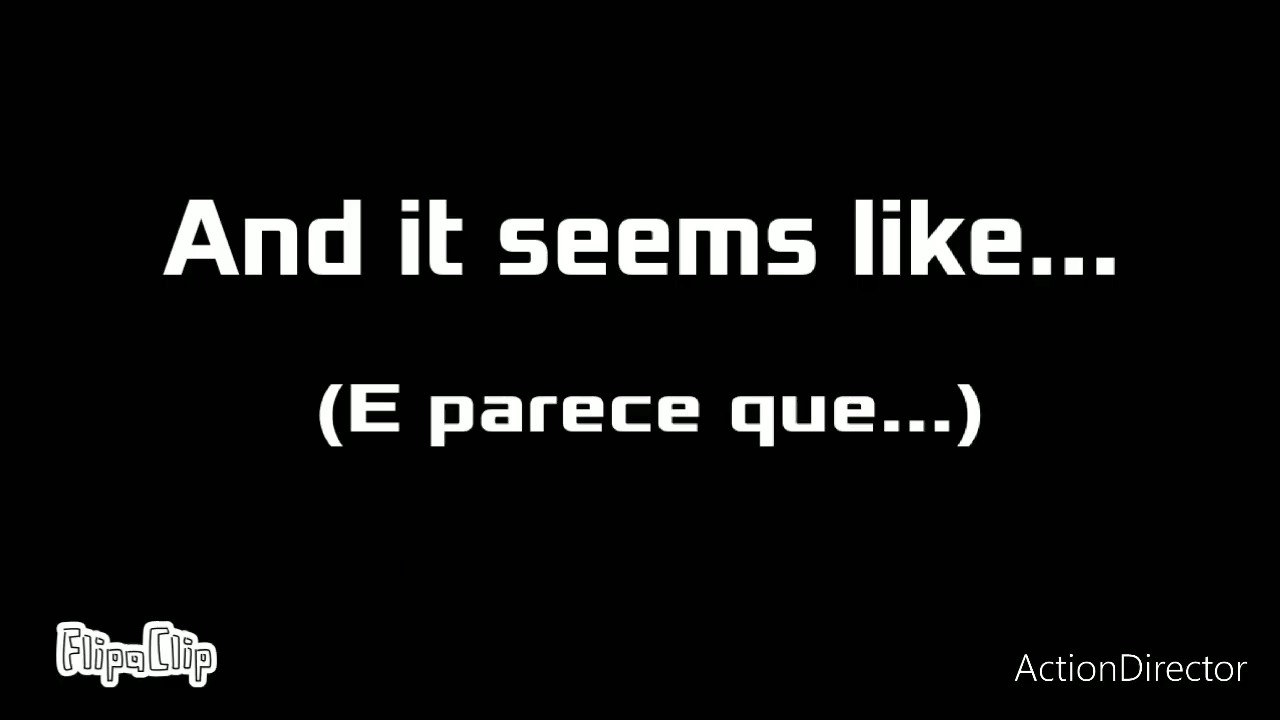 And it seems like...
(E parece que...)
FlipaClip
ActionDirector